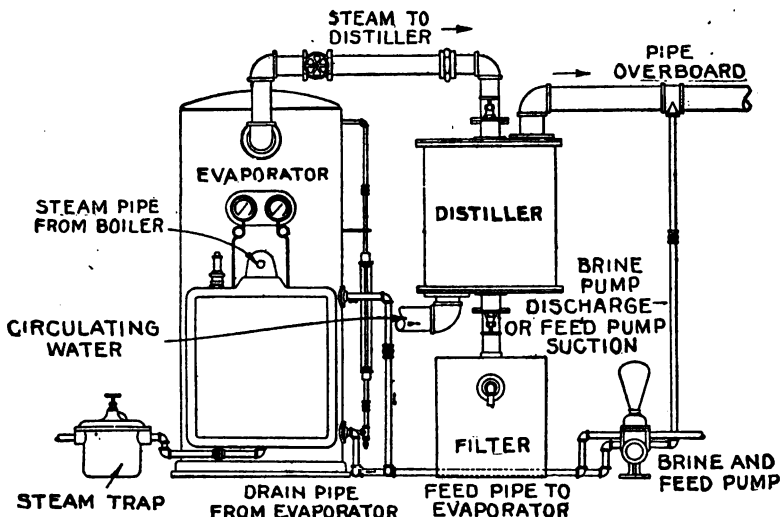 STEAM TO
DISTILLER
PIPE
OVERBOARD
EVAPORATOR
STEAM PIPE
FROM BOILER
DISTILLER
BRINE
PUMP
DISCHARGE
OR FEED PUMP
SUCTION
CIRCULATING
WATER
FILTER
STEAM TRAP
DRAIN PIPE
FROM EVAPORATOR
FEED PIPE TO
EVAPORATOR
BRINE AND
FEED PUMP